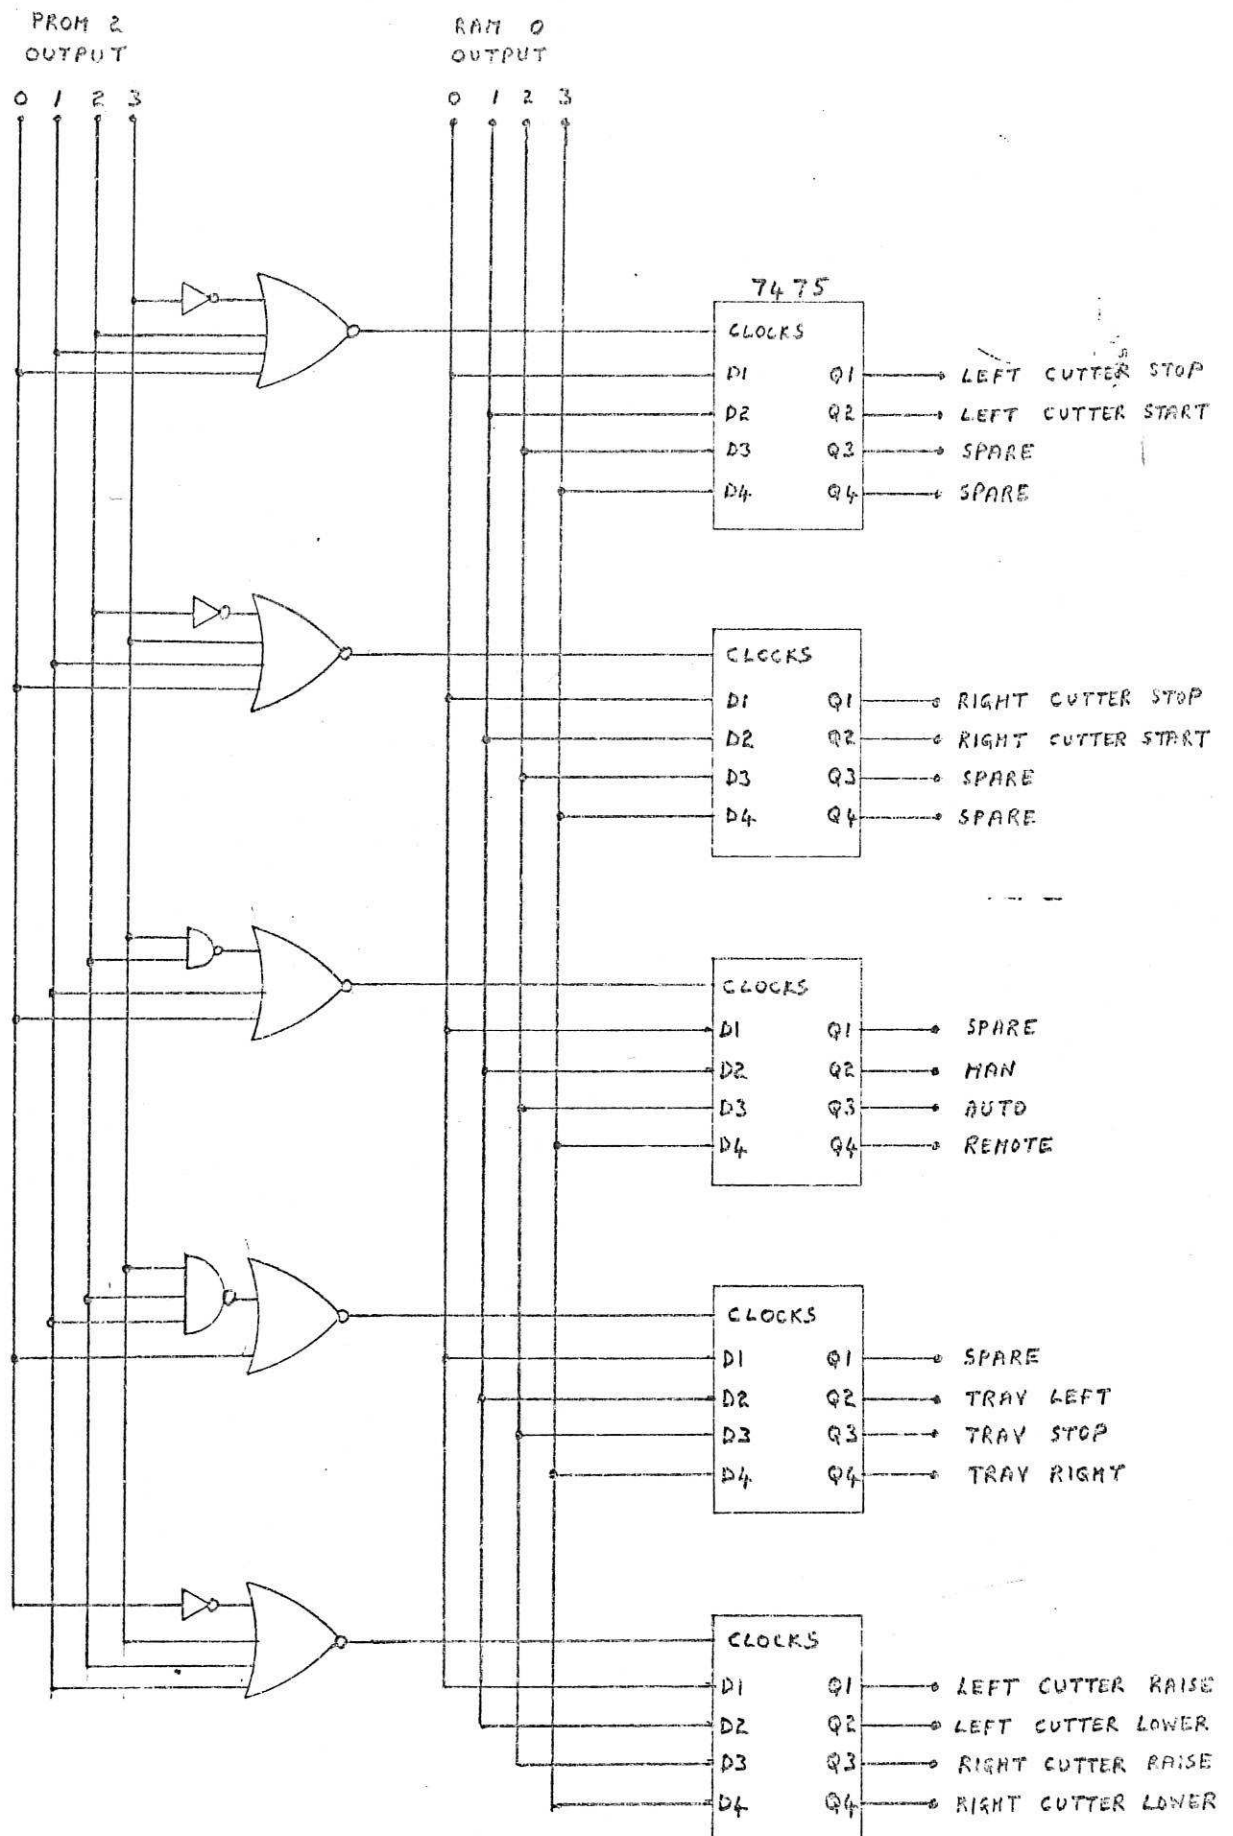 PROM 2
OUTPUT
0 1 2 3
RAM 0
OUTPUT
0 1 2 3
7475
CLOCKS
D1 Q1 LEFT CUTTER STOP
D2 Q2 LEFT CUTTER START
D3 Q3 SPARE
D4 Q4 SPARE
CLOCKS
D1 Q1 RIGHT CUTTER STOP
D2 Q2 RIGHT CUTTER START
D3 Q3 SPARE
D4 Q4 SPARE
CLOCKS
D1 Q1 SPARE
D2 Q2 MAN
D3 Q3 AUTO
D4 Q4 REMOTE
CLOCKS
D1 Q1 SPARE
D2 Q2 TRAV LEFT
D3 Q3 TRAV STOP
D4 Q4 TRAV RIGHT
CLOCKS
D1 Q1 LEFT CUTTER RAISE
D2 Q2 LEFT CUTTER LOWER
D3 Q3 RIGHT CUTTER RAISE
D4 Q4 RIGHT CUTTER LOWER